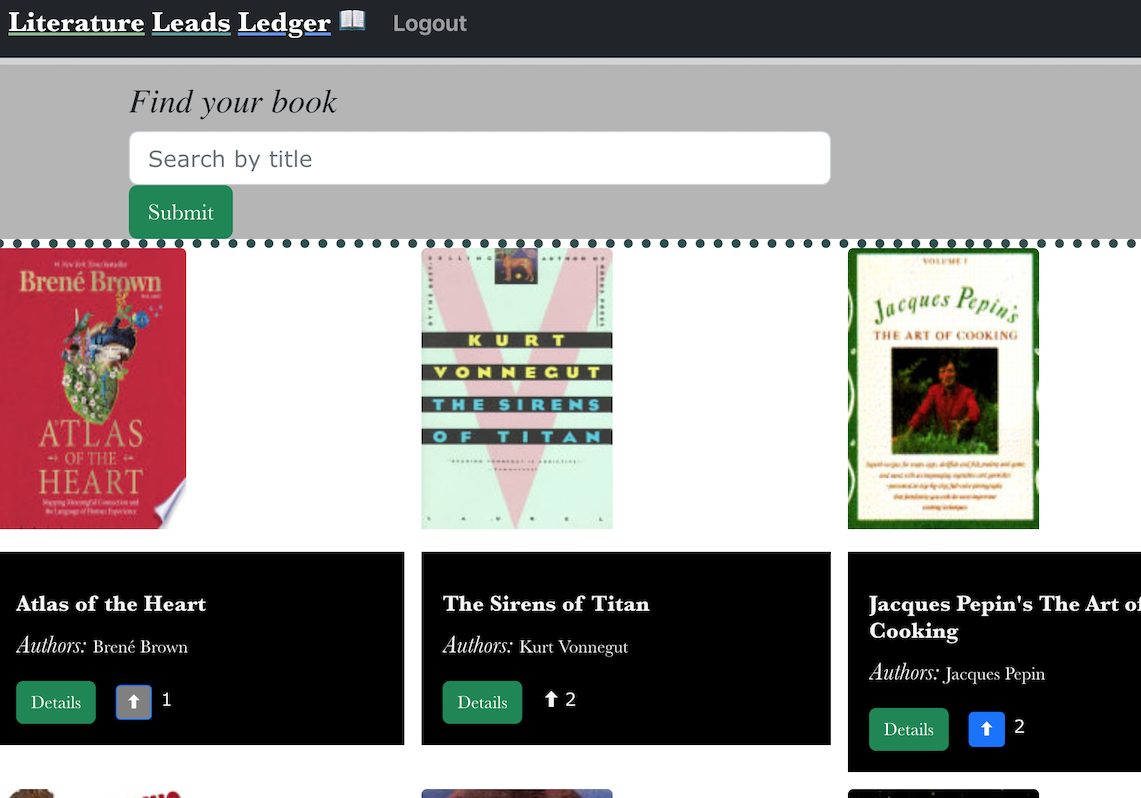 Literature Leads Ledger 📖 Logout
Find your book
Search by title
Submit
#1 New York Times bestseller
Brené Brown
ATLAS
OF THE
HEART
Mapping Meaningful Connection and
the Language of Human Experience
KURT
VONNEGUT
THE SIRENS
OF TITAN
LAUREL
VOLUME 1
Jacques Pepin's
THE ART OF COOKING
Atlas of the Heart
Authors: Brené Brown
Details ⬆ 1
The Sirens of Titan
Authors: Kurt Vonnegut
Details ⬆ 2
Jacques Pepin's The Art of
Cooking
Authors: Jacques Pepin
Details ⬆ 2